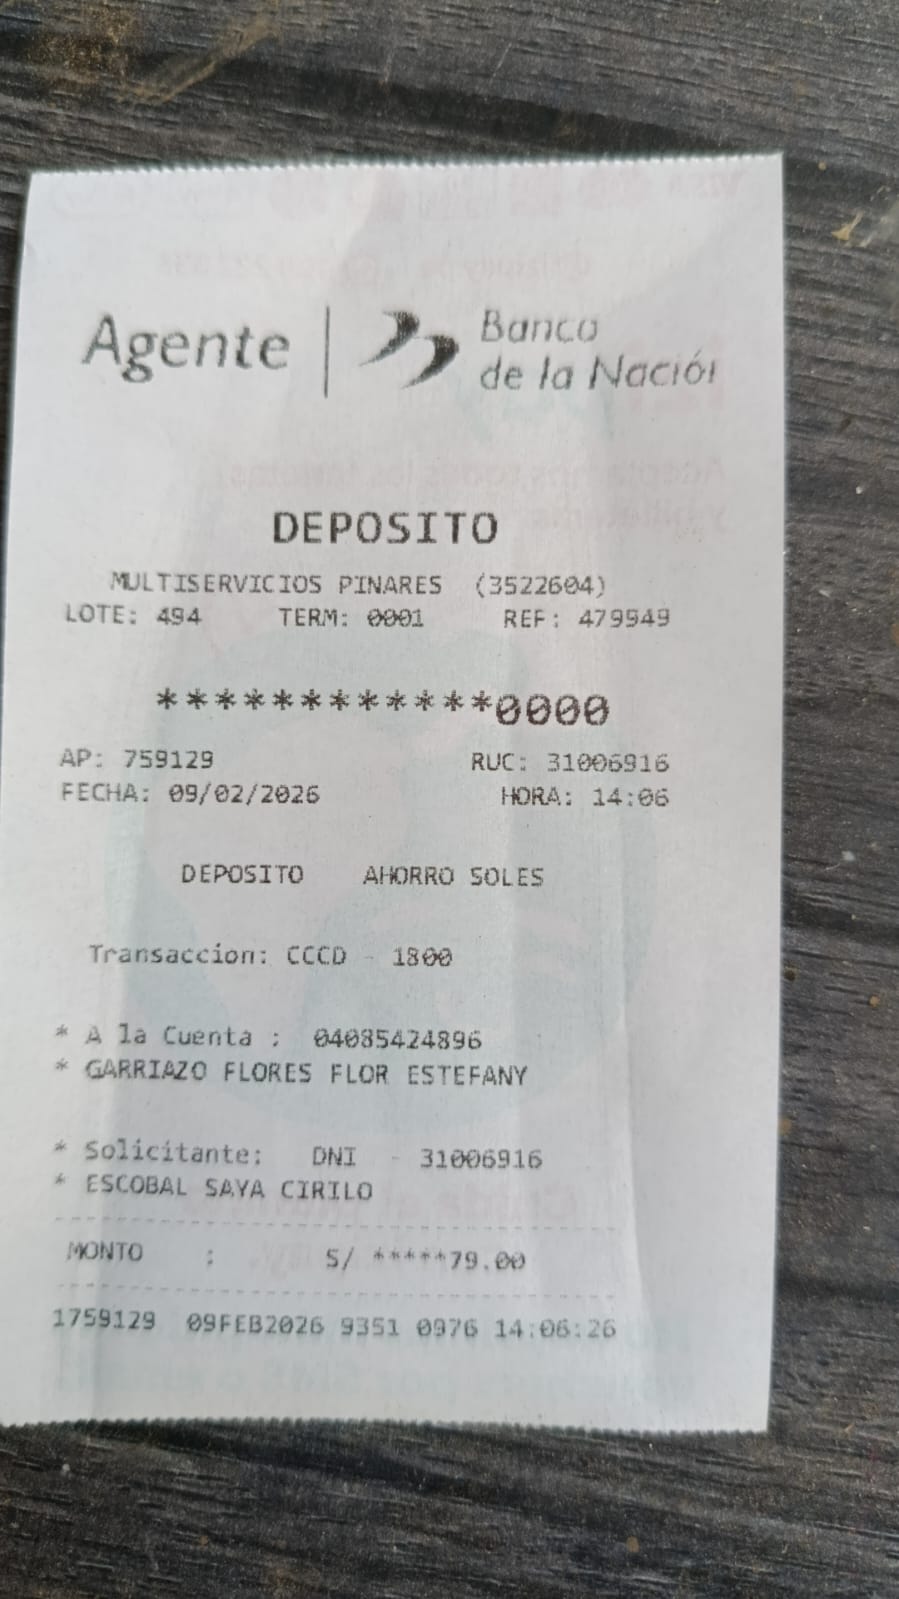 Agente | Banco
de la Nación
DEPOSITO
MULTISERVICIOS PINARES (3522604)
LOTE: 494 TERM: 0001 REF: 479949
************0000
AP: 759129 RUC: 31006916
FECHA: 09/02/2026 HORA: 14:06
DEPOSITO AHORRO SOLES
Transaccion: CCCD - 1800
* A la Cuenta : 04085424896
* GARRIAZO FLORES FLOR ESTEFANY
* Solicitante: DNI - 31006916
* ESCOBAL SAYA CIRILO
MONTO : S/ *****79.00
1759129 09FEB2026 9351 0976 14:06:26